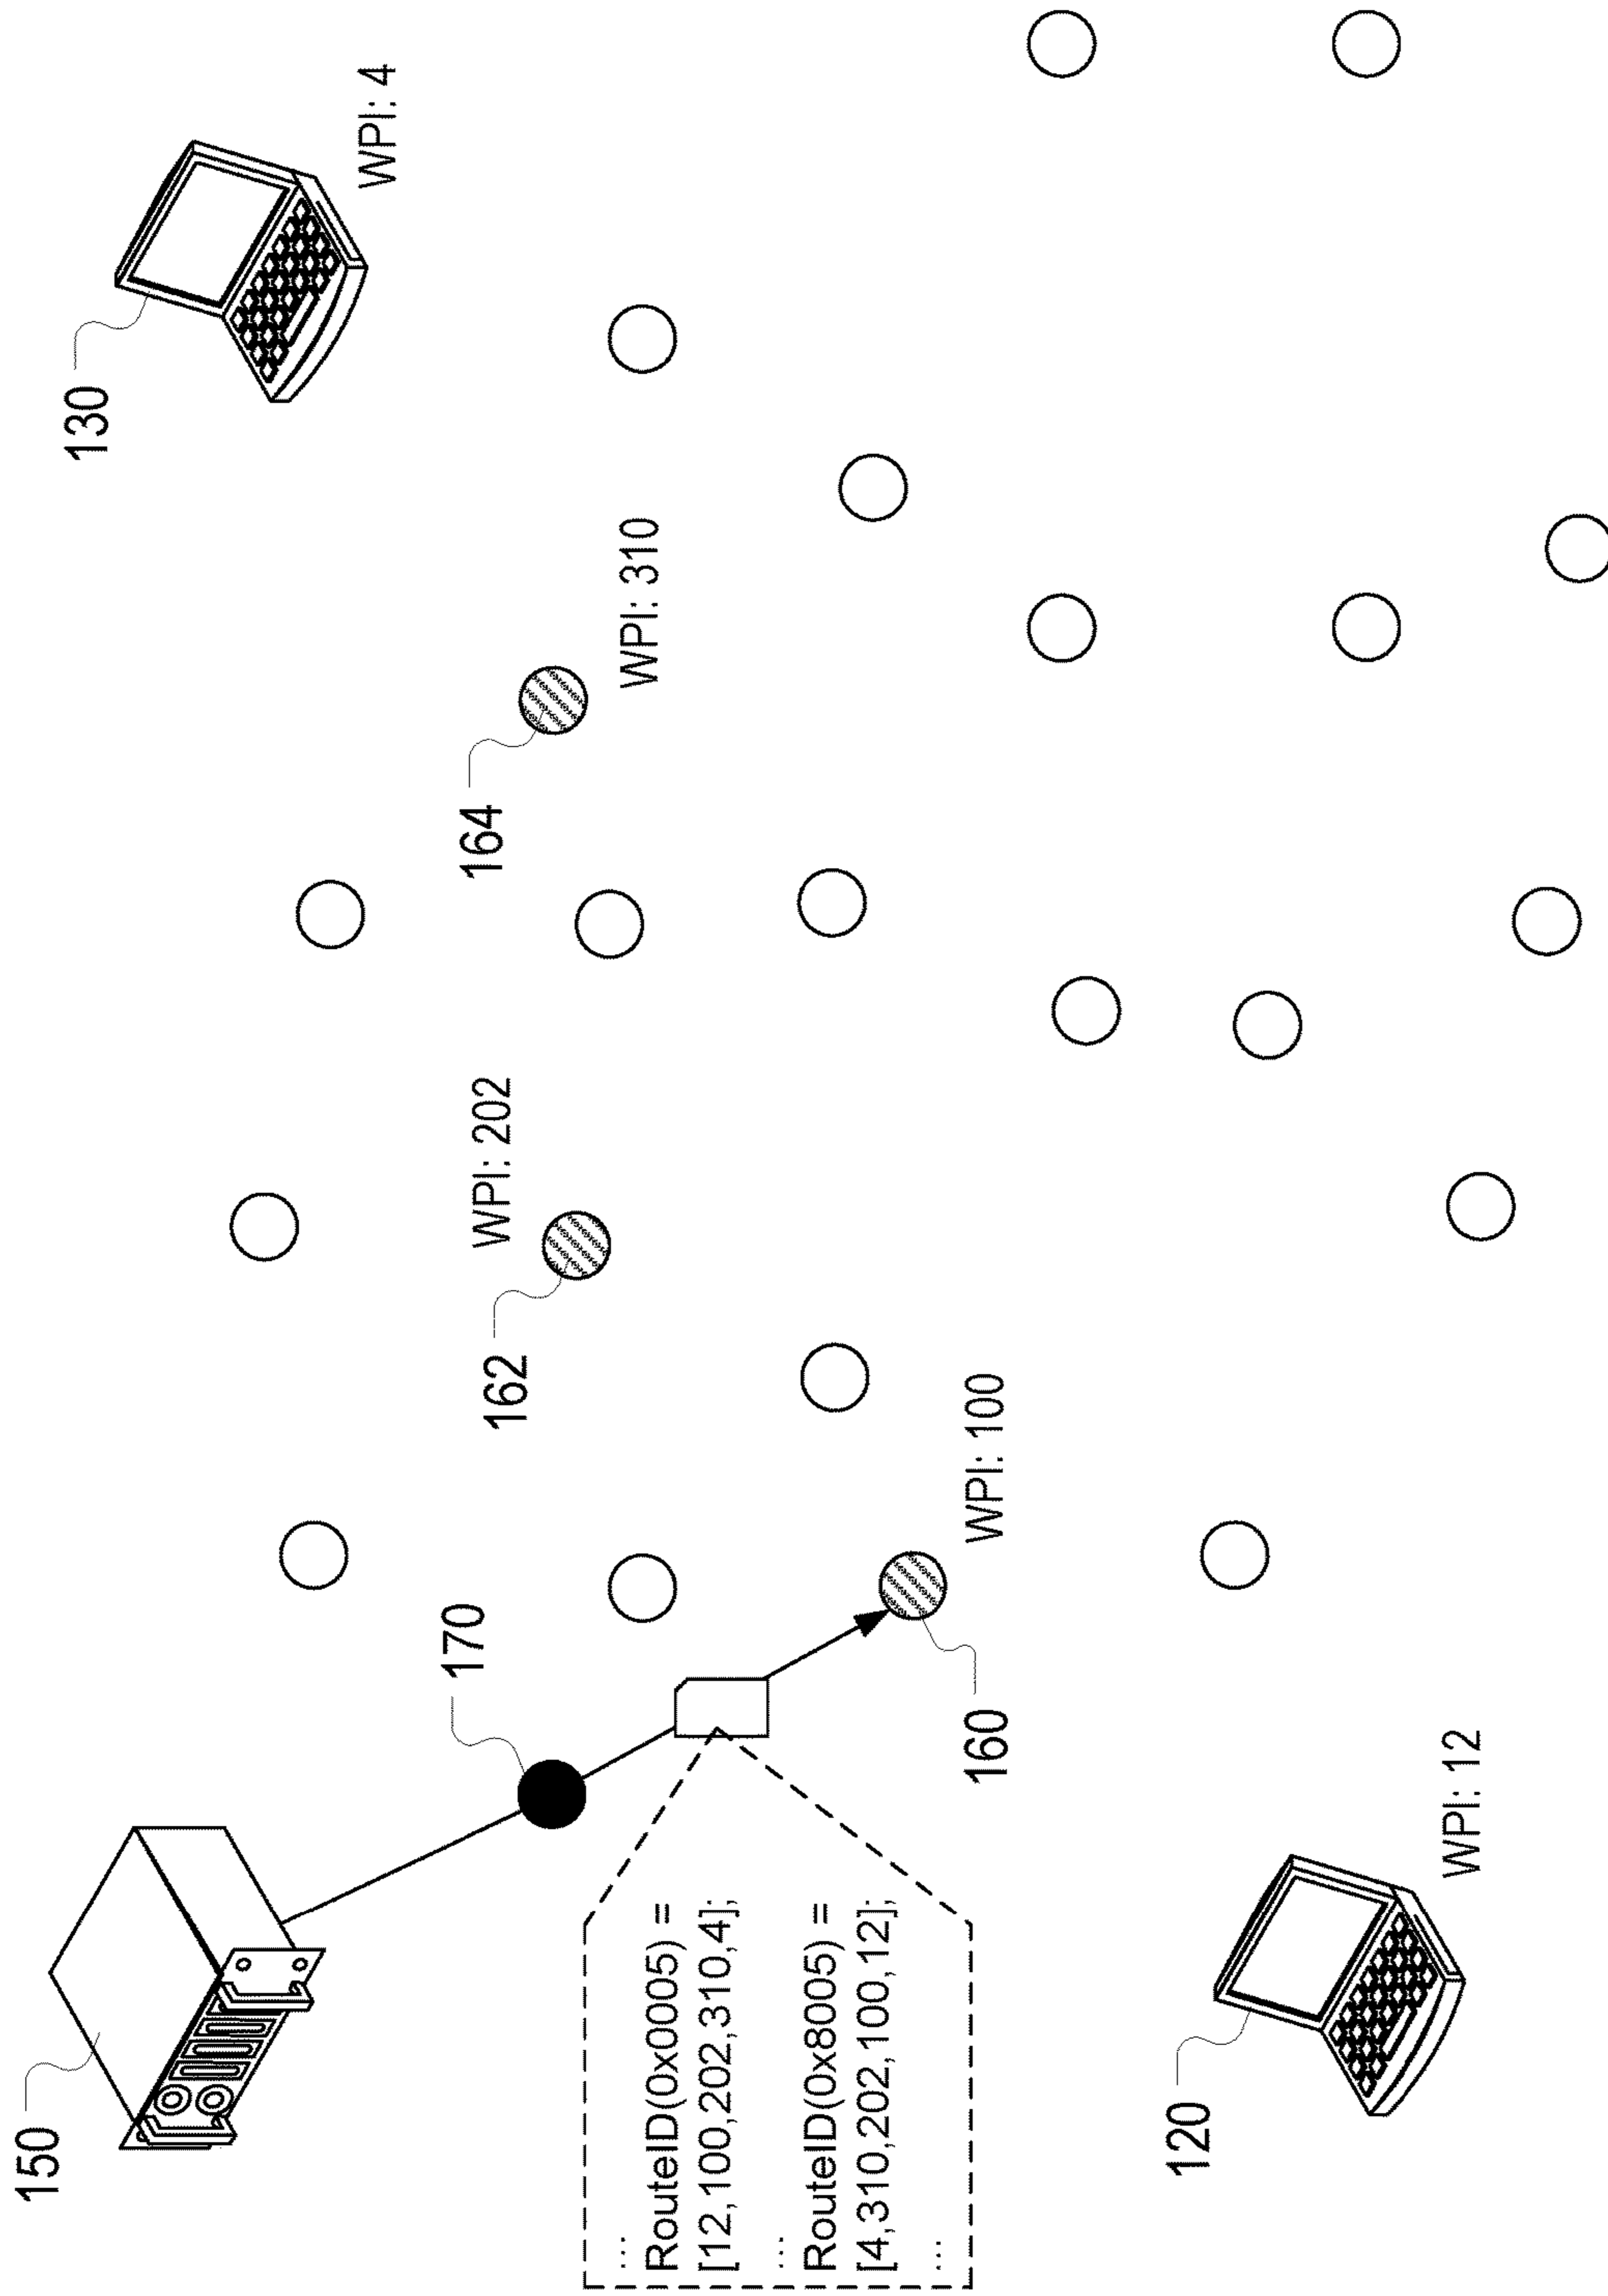 150
130
WPI: 4
170
162
WPI: 202
164
WPI: 310
...
RouteID(0x0005) =
[12,100,202,310,4];
...
RouteID(0x8005) =
[4,310,202,100,12];
...
160
WPI: 100
120
WPI: 12